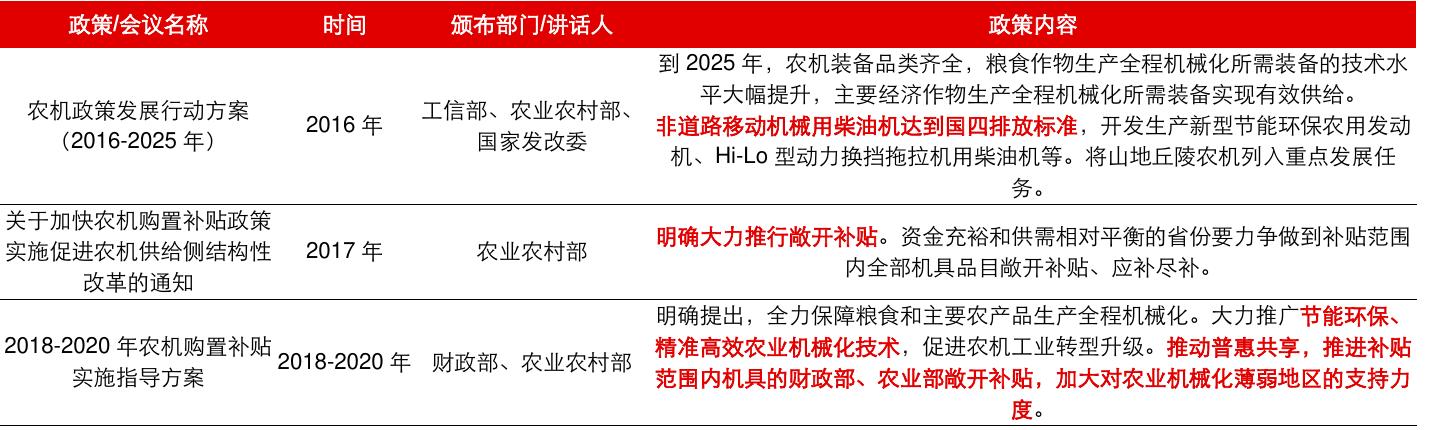 政策/会议名称 时间 颁布部门/讲话人 政策内容
到 2025 年，农机装备品类齐全，粮食作物生产全程机械化所需装备的技术水
平大幅提升，主要经济作物生产全程机械化所需装备实现有效供给。
农机政策发展行动方案
（2016-2025 年）
2016 年
工信部、农业农村部、
国家发改委
非道路移动机械用柴油机达到国四排放标准，开发生产新型节能环保农用发动
机、Hi-Lo 型动力换挡拖拉机用柴油机等。将山地丘陵农机列入重点发展任
务。
关于加快农机购置补贴政策
实施促进农机供给侧结构性
改革的通知
2017 年
农业农村部
明确大力推行敞开补贴。资金充裕和供需相对平衡的省份要力争做到补贴范围
内全部机具品目敞开补贴、应补尽补。
2018-2020 年农机购置补贴
实施指导方案
2018-2020 年
财政部、农业农村部
明确提出，全力保障粮食和主要农产品生产全程机械化。大力推广节能环保、
精准高效农业机械化技术，促进农机工业转型升级。推动普惠共享，推进补贴
范围内机具的财政部、农业部敞开补贴，加大对农业机械化薄弱地区的支持力
度。